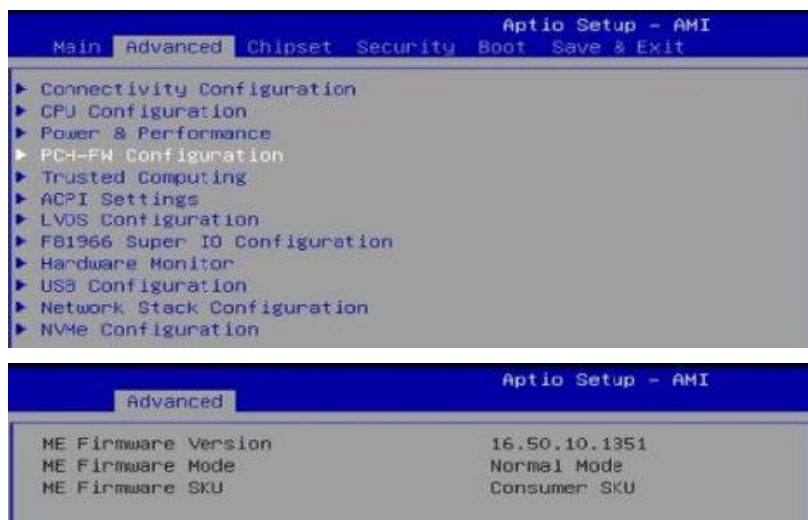 Aptio Setup - AMI
Main Advanced Chipset Security Boot Save & Exit
Connectivity Configuration
CPU Configuration
Power & Performance
PCH-FW Configuration
Trusted Computing
ACPI Settings
LVDS Configuration
F81966 Super IO Configuration
Hardware Monitor
USB Configuration
Network Stack Configuration
NVMe Configuration
Aptio Setup - AMI
Advanced
ME Firmware Version 16.50.10.1351
ME Firmware Mode Normal Mode
ME Firmware SKU Consumer SKU